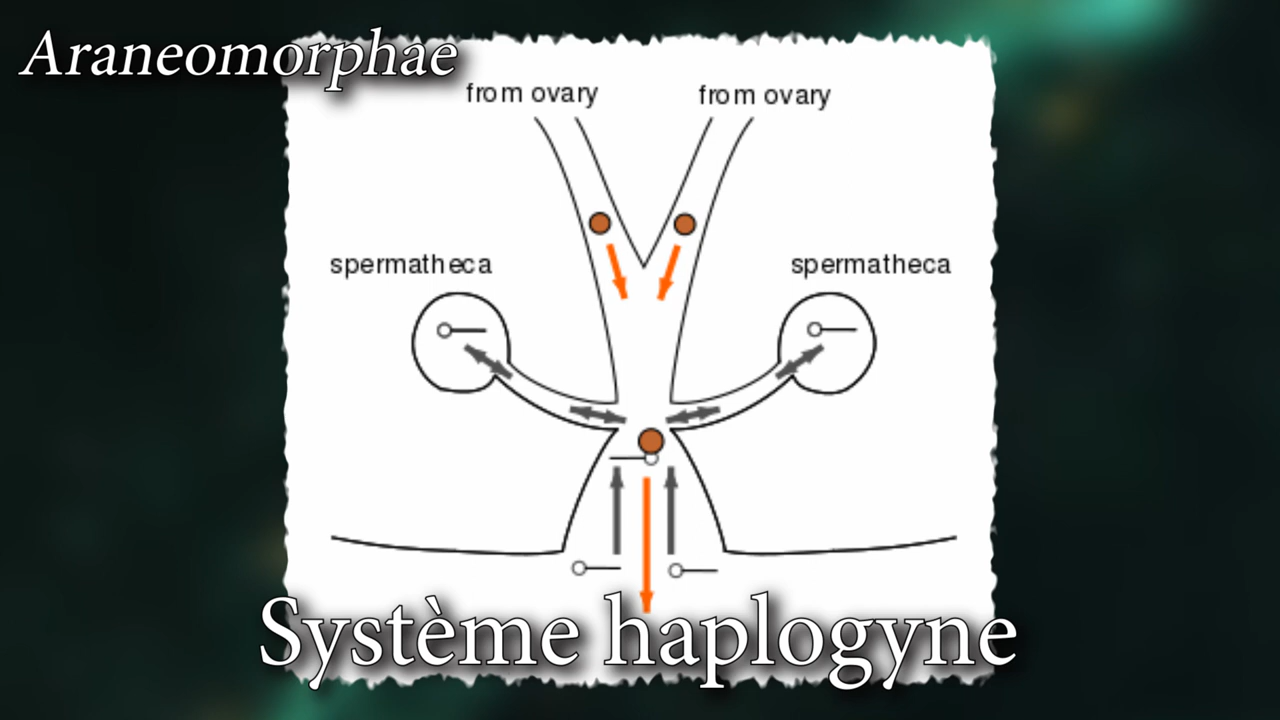 Araneomorphae
from ovary
from ovary
spermatheca
spermatheca
Système haplogyne